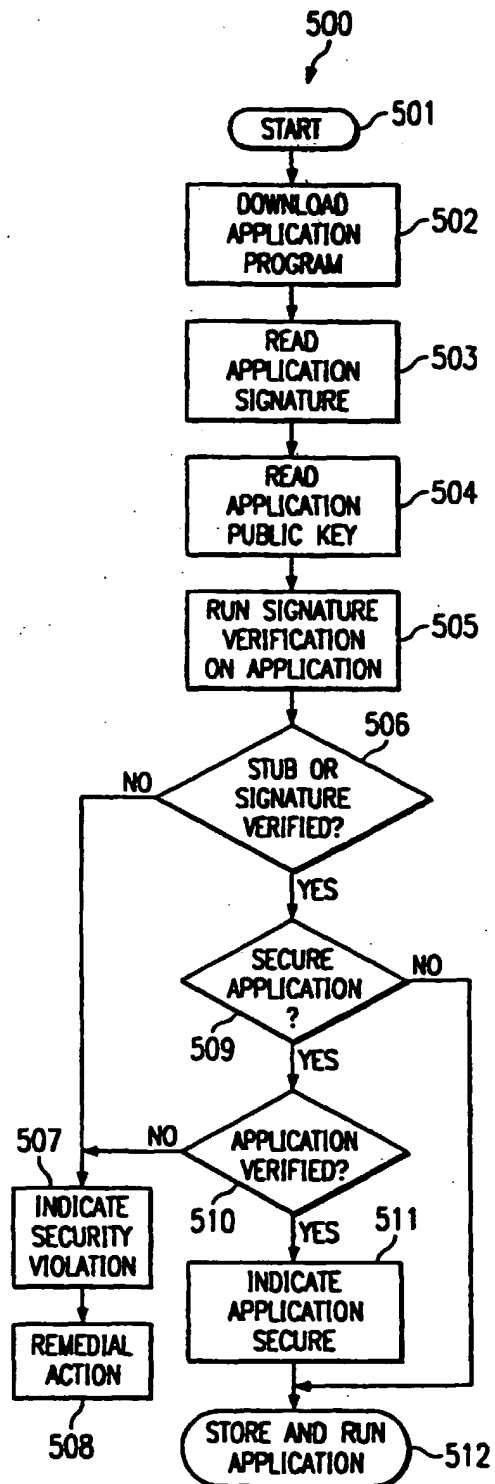 500
START
501
DOWNLOAD
APPLICATION
PROGRAM
502
READ
APPLICATION
SIGNATURE
503
READ
APPLICATION
PUBLIC KEY
504
RUN SIGNATURE
VERIFICATION
ON APPLICATION
505
506
STUB OR
SIGNATURE
VERIFIED?
NO
YES
SECURE
APPLICATION
?
509
NO
YES
APPLICATION
VERIFIED?
510
NO
YES
507
INDICATE
SECURITY
VIOLATION
REMEDIAL
ACTION
508
511
INDICATE
APPLICATION
SECURE
STORE AND RUN
APPLICATION
512